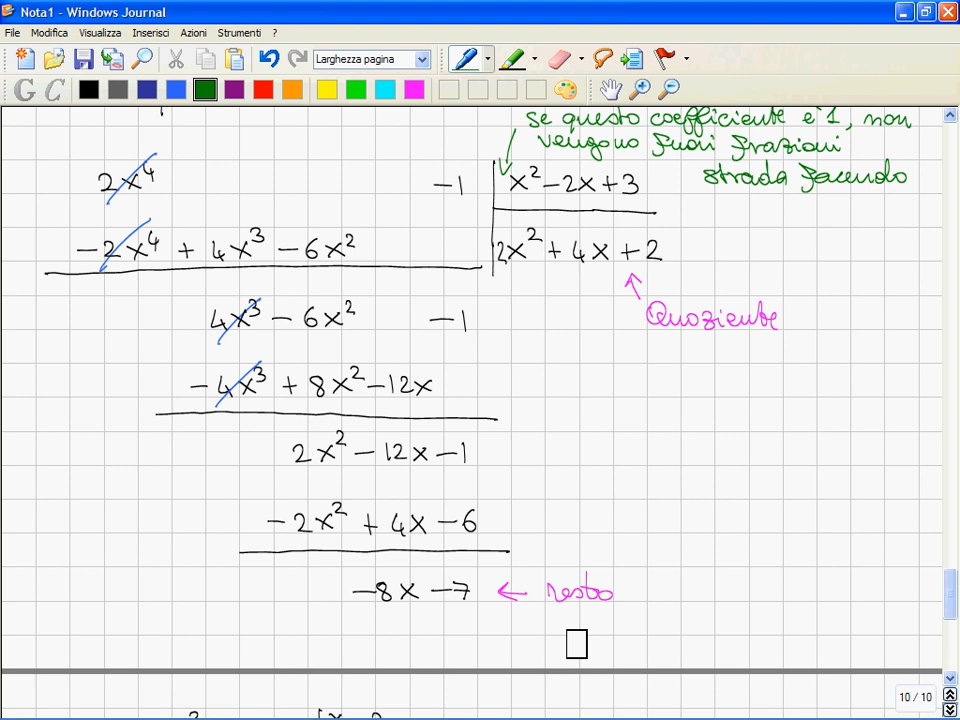 Nota1 - Windows Journal
File Modifica Visualizza Inserisci Azioni Strumenti ?
Larghezza pagina
G C
se questo coefficiente è 1, non
vengono fuori frazioni
strada facendo
2x⁴ -1 x² - 2x + 3
-2x⁴ + 4x³ - 6x² 2x² + 4x + 2
4x³ - 6x² -1 Quoziente
-4x³ + 8x² - 12x
2x² - 12x - 1
-2x² + 4x - 6
-8x - 7 ← resto
10 / 10